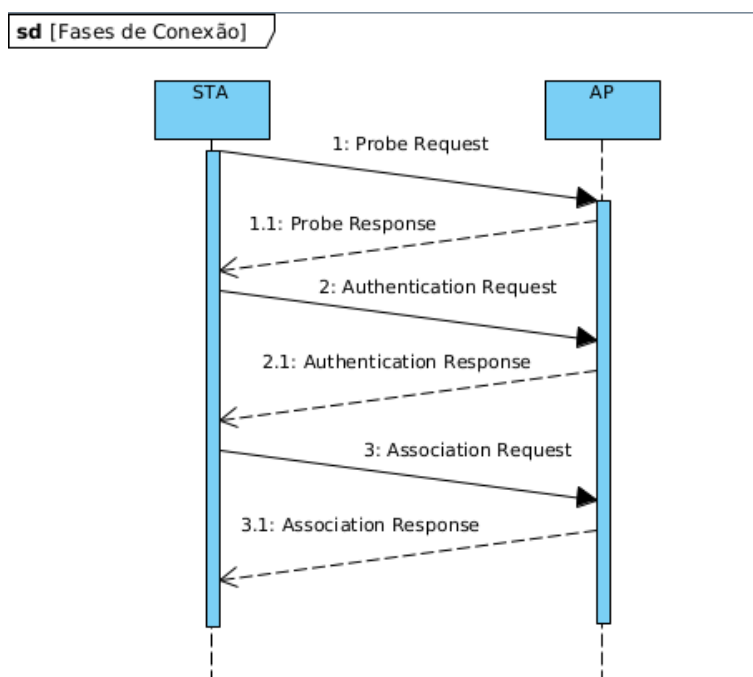 sd [Fases de Conexão]
STA
AP
1: Probe Request
1.1: Probe Response
2: Authentication Request
2.1: Authentication Response
3: Association Request
3.1: Association Response